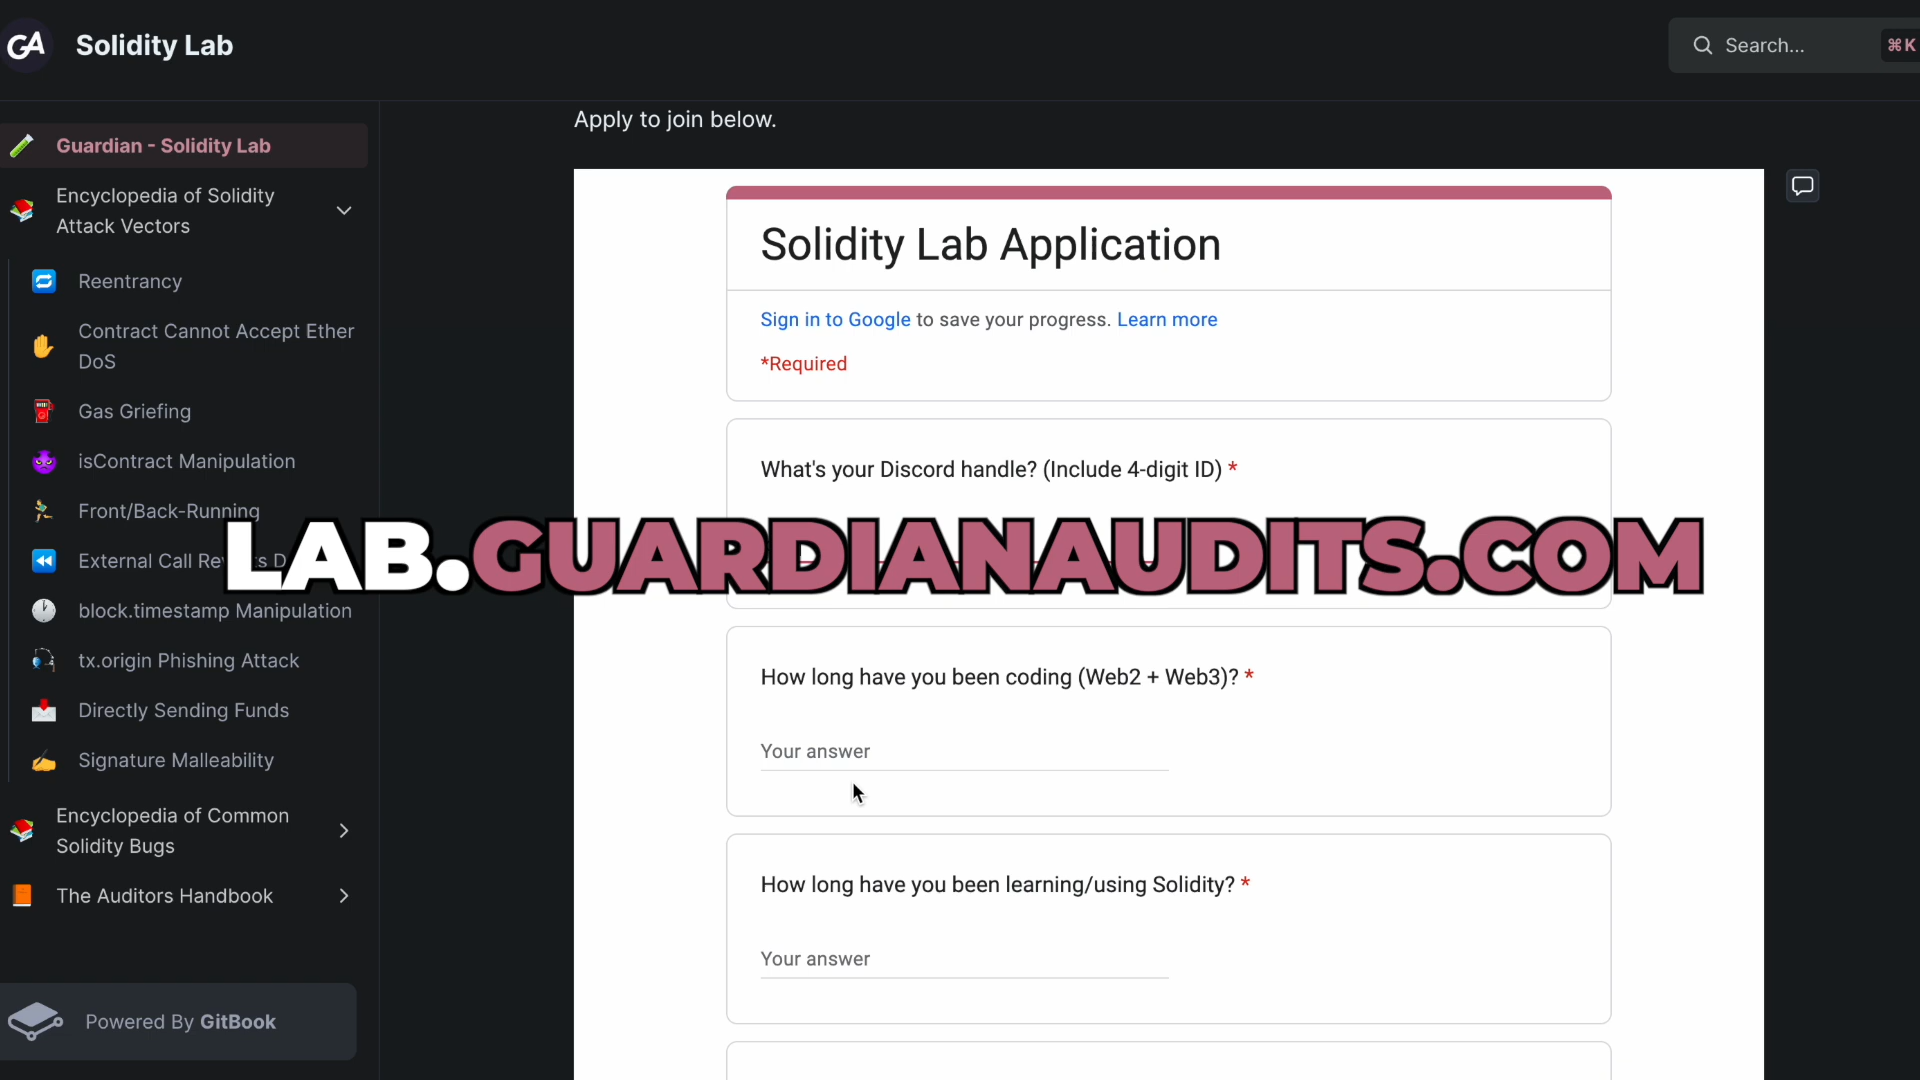 GA
Solidity Lab
Search...
⌘K
Guardian - Solidity Lab
Encyclopedia of Solidity
Attack Vectors
Reentrancy
Contract Cannot Accept Ether
DoS
Gas Griefing
isContract Manipulation
Front/Back-Running
External Call
block.timestamp Manipulation
tx.origin Phishing Attack
Directly Sending Funds
Signature Malleability
Encyclopedia of Common
Solidity Bugs
The Auditors Handbook
Powered By GitBook
Apply to join below.
Solidity Lab Application
Sign in to Google to save your progress. Learn more
*Required
What's your Discord handle? (Include 4-digit ID) *
LAB.GUARDIANAUDITS.COM
How long have you been coding (Web2 + Web3)? *
Your answer
How long have you been learning/using Solidity? *
Your answer